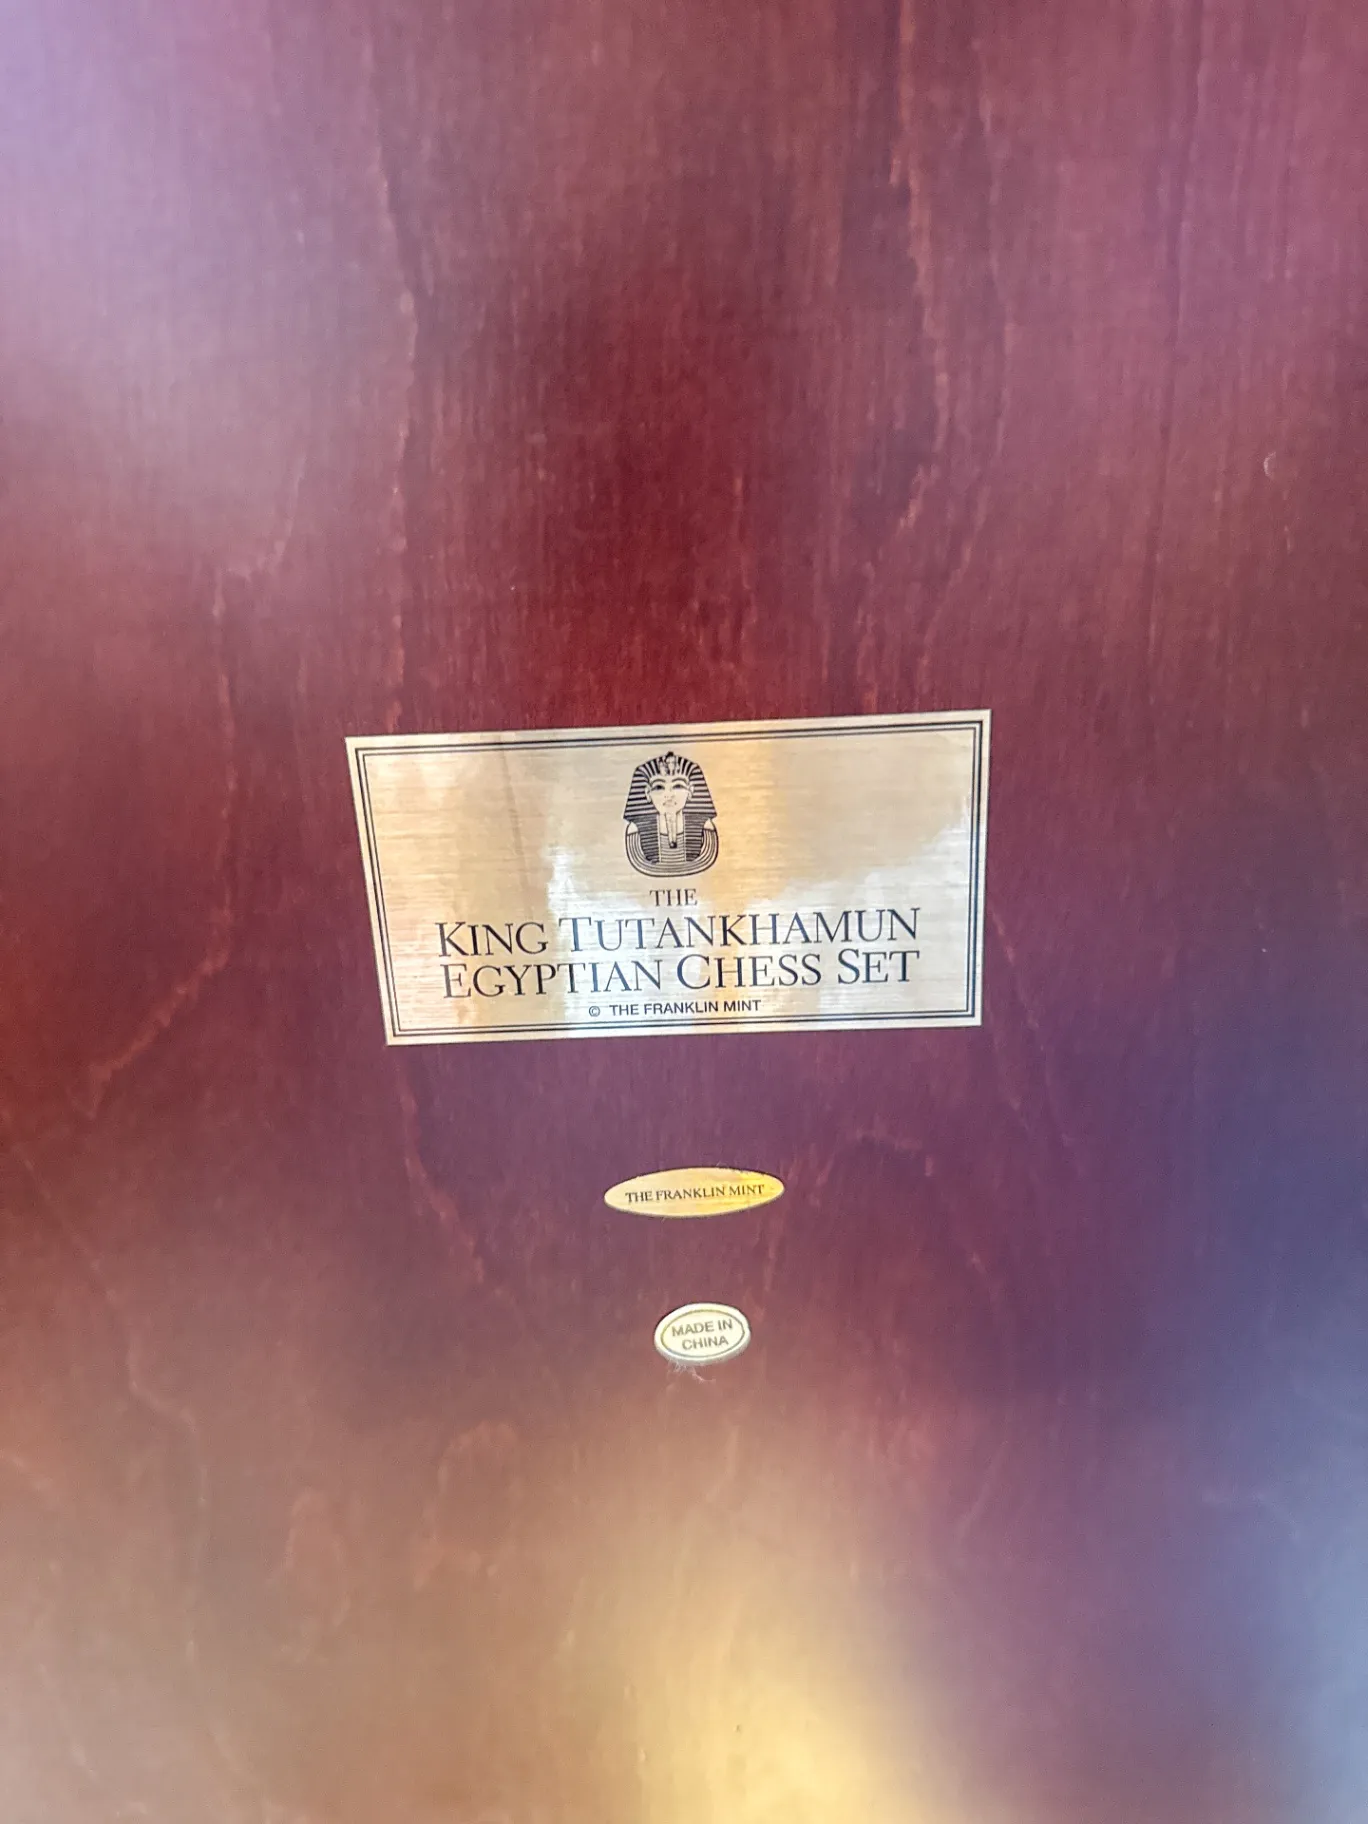 THE
KING TUTANKHAMUN
EGYPTIAN CHESS SET
© THE FRANKLIN MINT
THE FRANKLIN MINT
MADE IN
CHINA